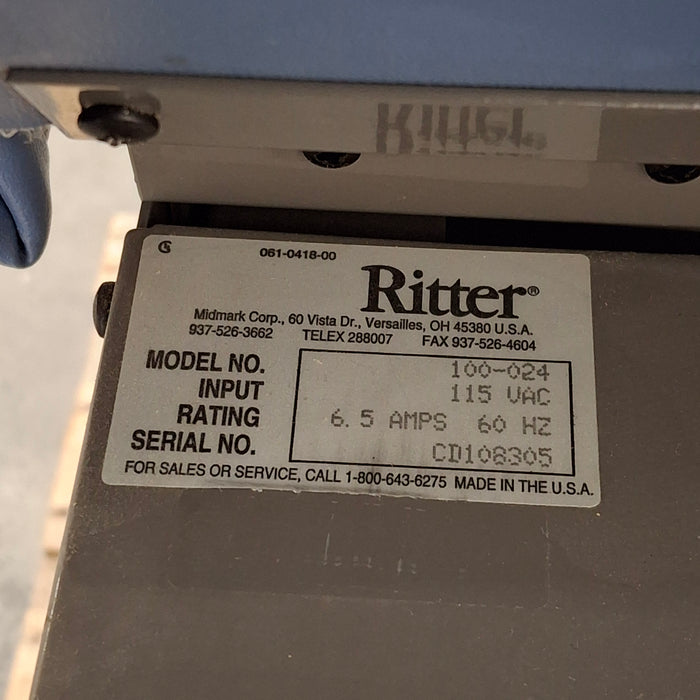 061-0418-00
Ritter®
Midmark Corp., 60 Vista Dr., Versailles, OH 45380 U.S.A.
937-526-3662 TELEX 288007 FAX 937-526-4604
MODEL NO. 100-024
INPUT 115 VAC
RATING 6.5 AMPS 60 HZ
SERIAL NO. CD108305
FOR SALES OR SERVICE, CALL 1-800-643-6275 MADE IN THE U.S.A.